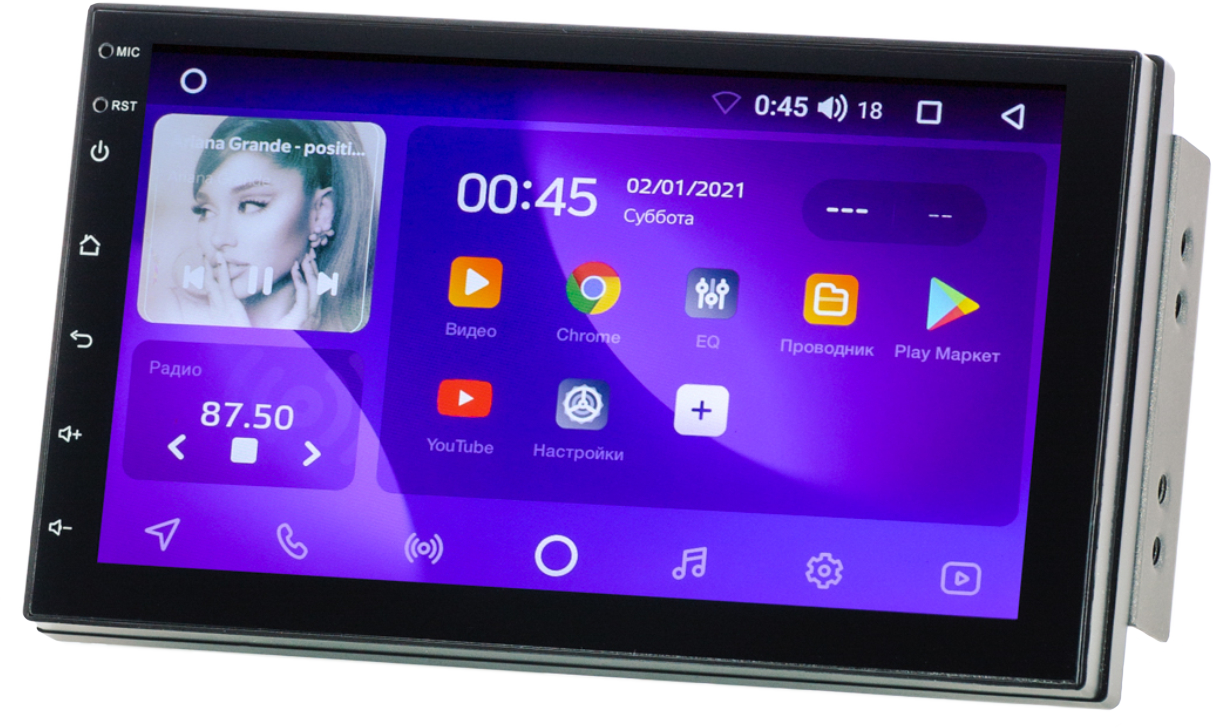 MIC
RST
0:45 18
Ariana Grande - positi...
00:45
02/01/2021
Суббота
--- --
Видео
Chrome
EQ
Проводник
Play Маркет
Радио
87.50
YouTube
Настройки